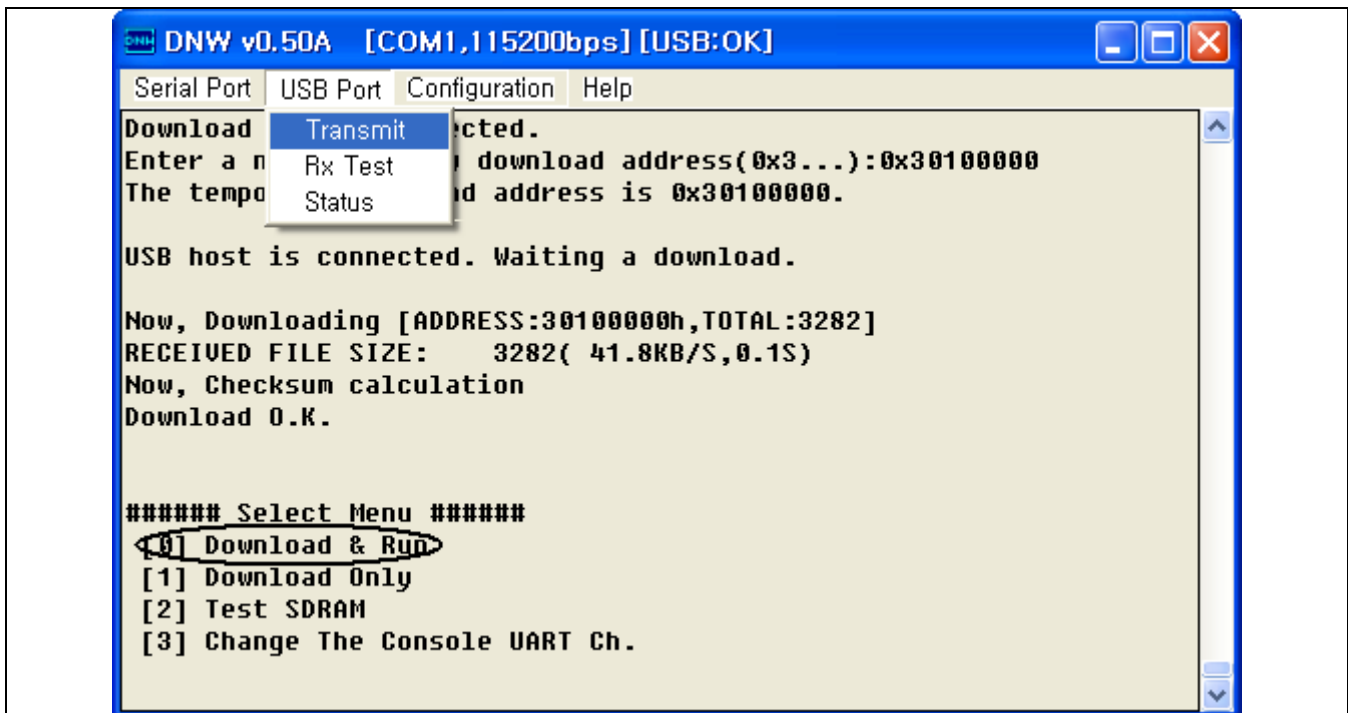 DNW v0.50A [COM1,115200bps] [USB:OK]
Serial Port USB Port Configuration Help
Transmit
Rx Test
Status
Download cted.
Enter a n download address(0x3...):0x30100000
The tempo d address is 0x30100000.
USB host is connected. Waiting a download.
Now, Downloading [ADDRESS:30100000h,TOTAL:3282]
RECEIVED FILE SIZE: 3282( 41.8KB/S,0.1S)
Now, Checksum calculation
Download O.K.
###### Select Menu ######
[0] Download & Run
[1] Download Only
[2] Test SDRAM
[3] Change The Console UART Ch.